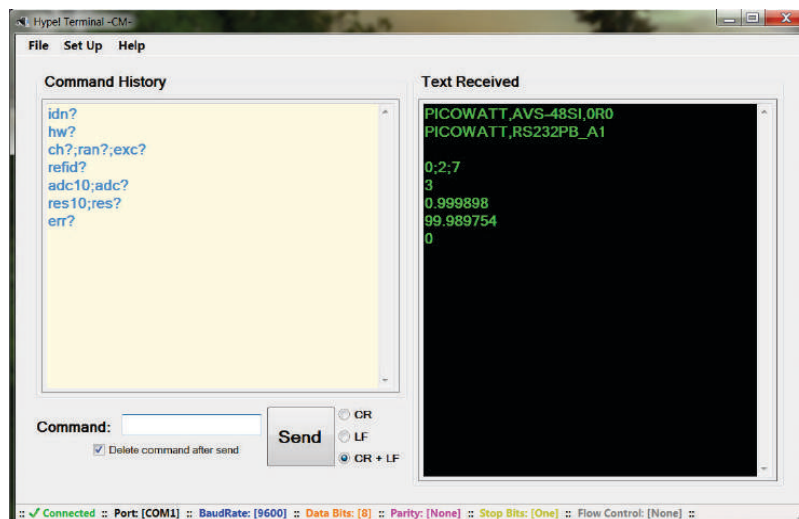 Hypel Terminal -CM-
File Set Up Help
Command History
idn?
hw?
ch?;ran?;exc?
refid?
adc10;adc?
res10;res?
err?
Text Received
PICOWATT,AVS-48SI,0R0
PICOWATT,RS232PB_A1
0;2;7
3
0.999898
99.989754
0
Command:
Delete command after send
Send
CR
LF
CR + LF
:: ✓ Connected :: Port: [COM1] :: BaudRate: [9600] :: Data Bits: [8] :: Parity: [None] :: Stop Bits: [One] :: Flow Control: [None] ::